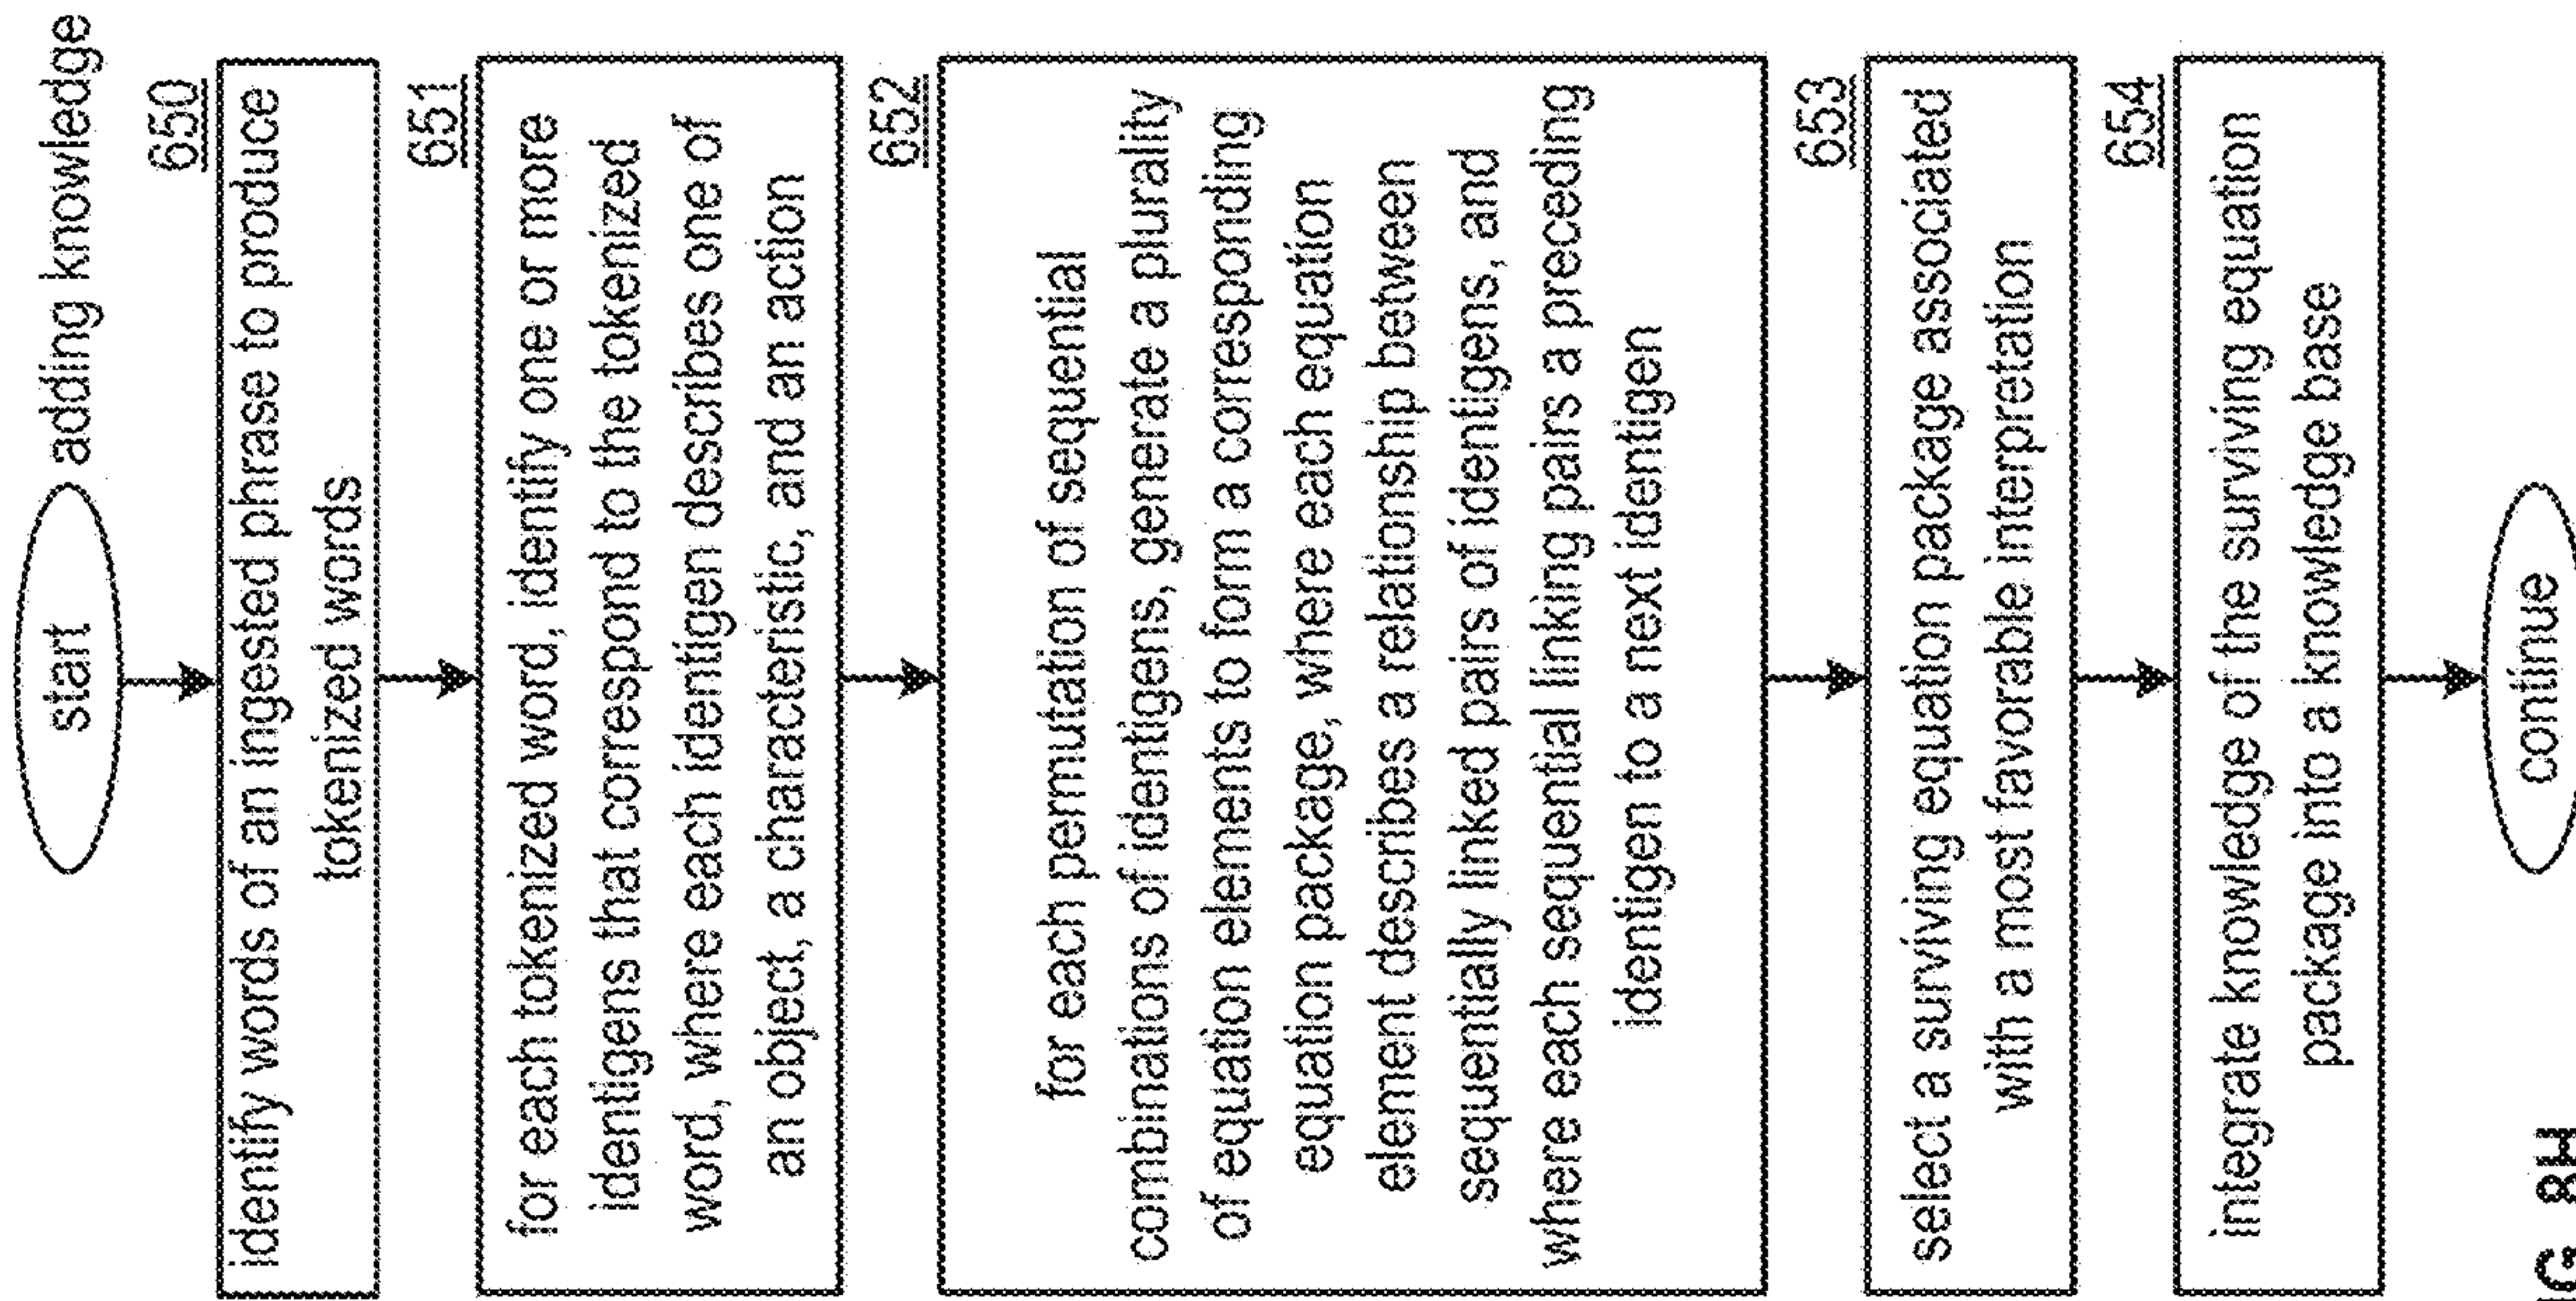 start
adding knowledge
650
identify words of an ingested phrase to produce
tokenized words
651
for each tokenized word, identify one or more
identigens that correspond to the tokenized
word, where each identigen describes one of
an object, a characteristic, and an action
652
for each permutation of sequential
combinations of identigens, generate a plurality
of equation elements to form a corresponding
equation package, where each equation
element describes a relationship between
sequentially linked pairs of identigens, and
where each sequential linking pairs a preceding
identigen to a next identigen
653
select a surviving equation package associated
with a most favorable interpretation
654
integrate knowledge of the surviving equation
package into a knowledge base
continue
8H